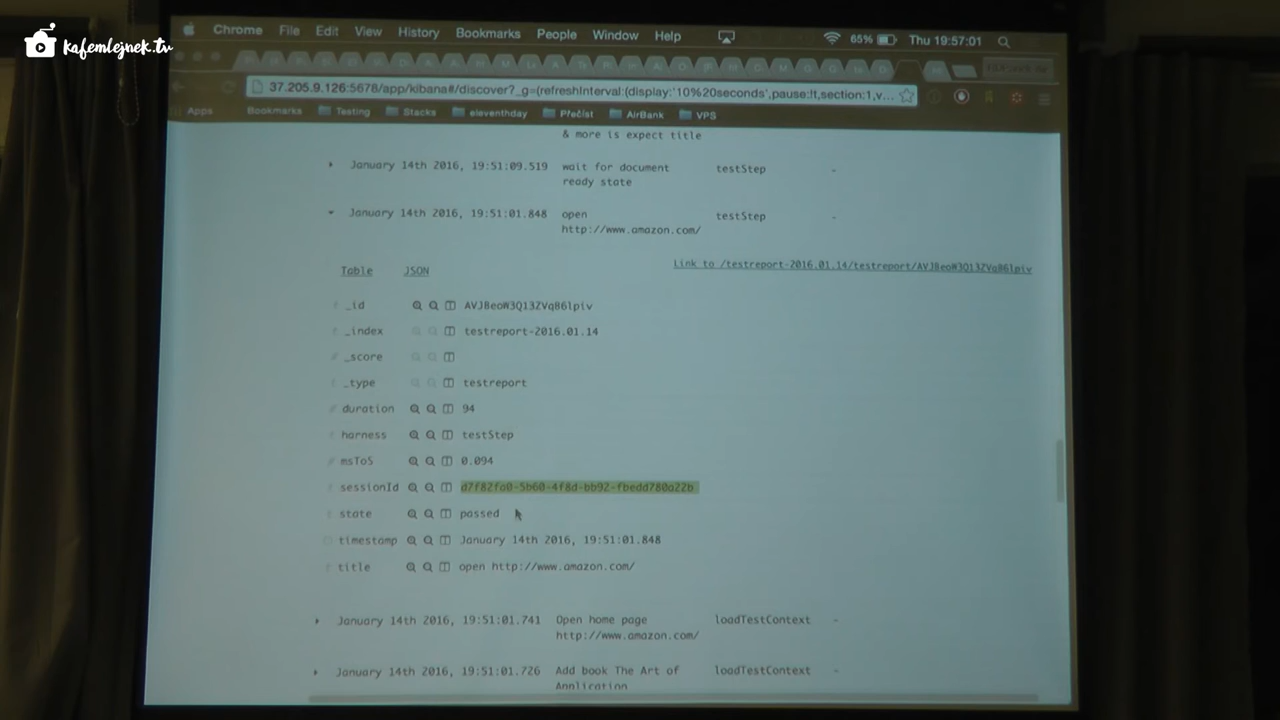 kafemlejnek.tv
Chrome File Edit View History Bookmarks People Window Help 65% Thu 19:57:01
37.205.9.126:5678/app/kibana#/discover?_g=(refreshInterval:(display:'10%20seconds',pause:!t,section:1,v...
Apps Bookmarks Testing Stacks eleventhday Přečíst AirBank VPS
& more is expect title
January 14th 2016, 19:51:09.519 wait for document testStep -
ready state
January 14th 2016, 19:51:01.848 open testStep -
http://www.amazon.com/
Table JSON Link to /testreport-2016.01.14/testreport/AVJBeoW3Q13ZVq86lpiv
_id AVJBeoW3Q13ZVq86lpiv
_index testreport-2016.01.14
_score
_type testreport
# duration 94
harness testStep
# msToS 0.094
sessionId d7f82fa0-5b60-4f8d-bb92-fbedd780a22b
state passed
timestamp January 14th 2016, 19:51:01.848
title open http://www.amazon.com/
January 14th 2016, 19:51:01.741 Open home page loadTestContext -
http://www.amazon.com/
January 14th 2016, 19:51:01.726 Add book The Art of loadTestContext -
Application